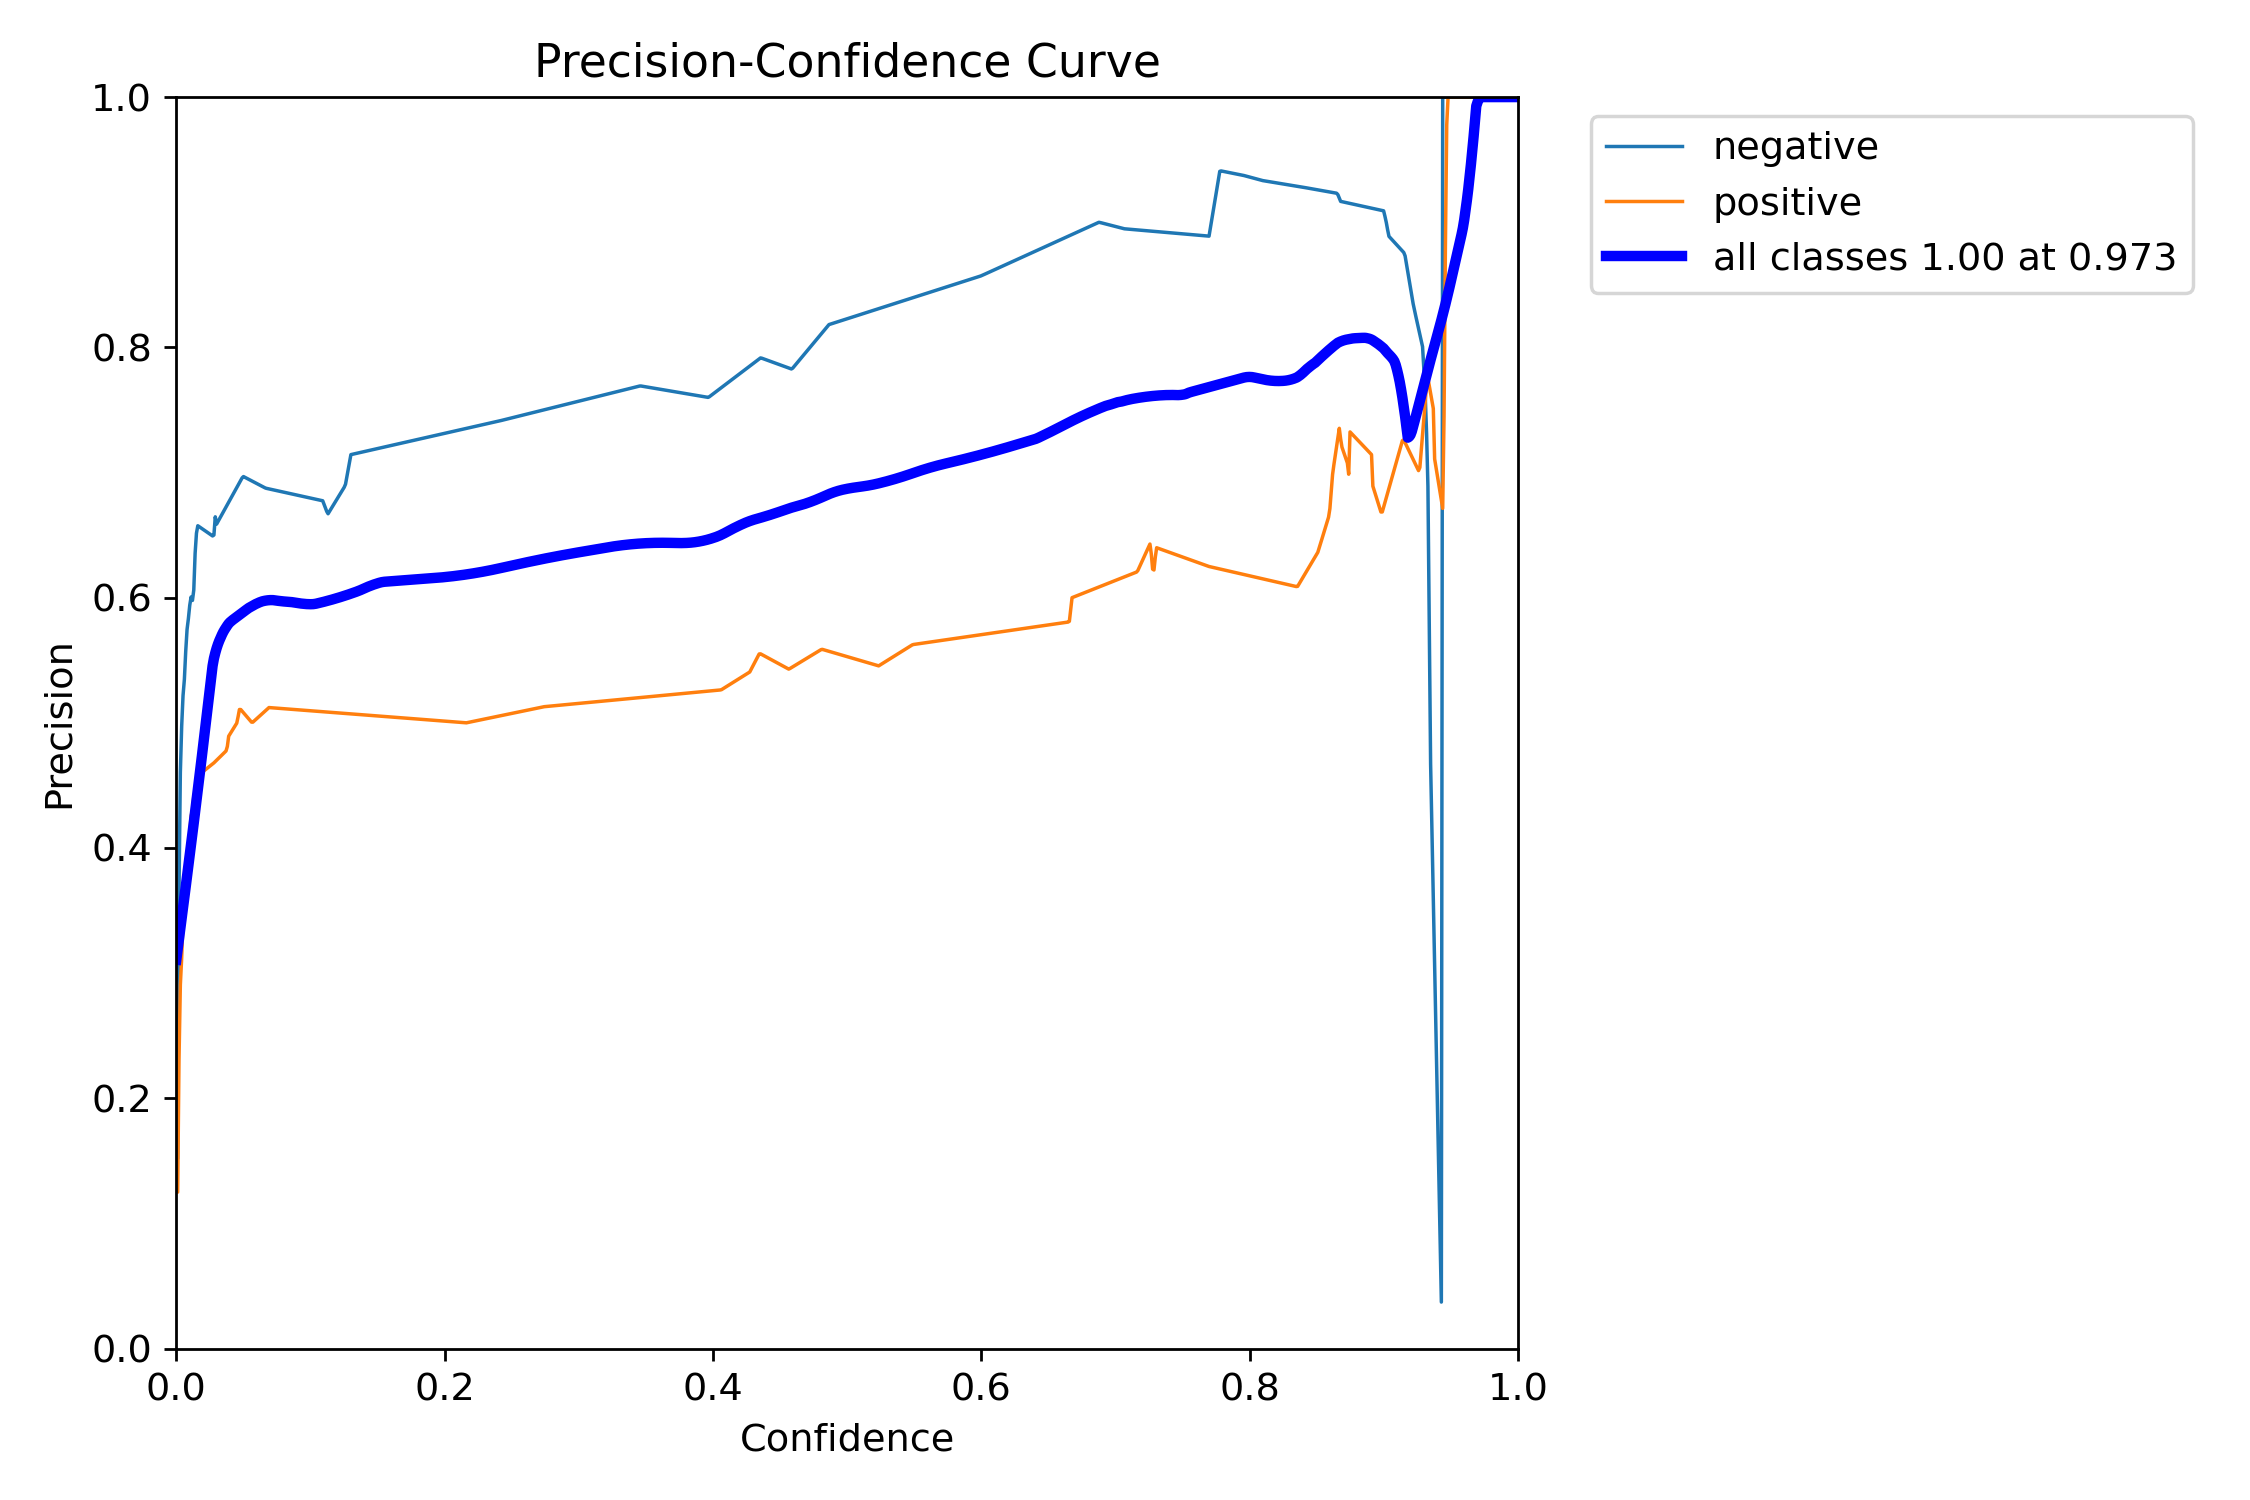 Precision-Confidence Curve
1.0
0.8
0.6
0.4
0.2
0.0
Precision
0.0 0.2 0.4 0.6 0.8 1.0
Confidence
negative
positive
all classes 1.00 at 0.973